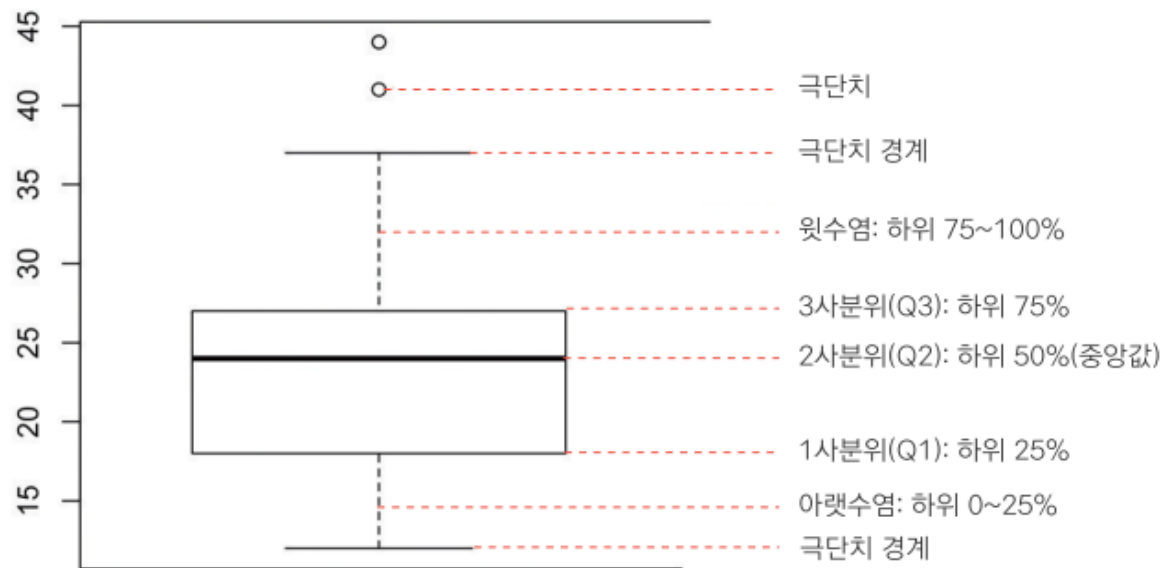 45
극단치
40
극단치 경계
35
윗수염: 하위 75~100%
30
3사분위(Q3): 하위 75%
25
2사분위(Q2): 하위 50%(중앙값)
20
1사분위(Q1): 하위 25%
15
아랫수염: 하위 0~25%
극단치 경계